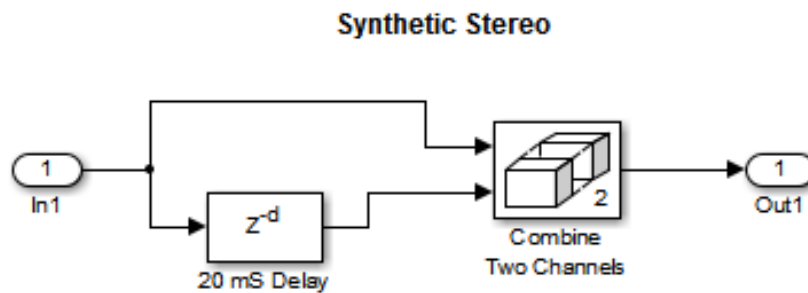 Synthetic Stereo
1
In1
Z-d
20 mS Delay
2
Combine
Two Channels
1
Out1